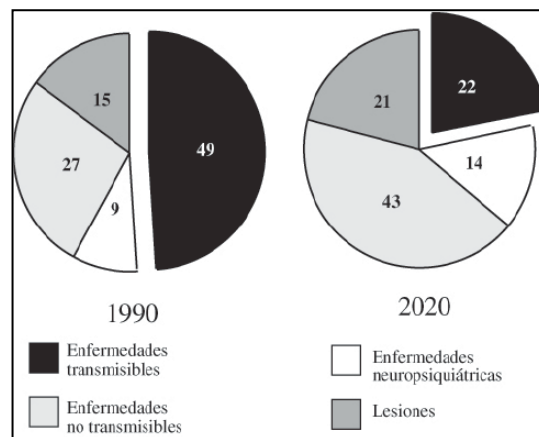 15
49
27
9
22
21
14
43
1990
2020
Enfermedades
transmisibles
Enfermedades
no transmisibles
Enfermedades
neuropsiquiátricas
Lesiones